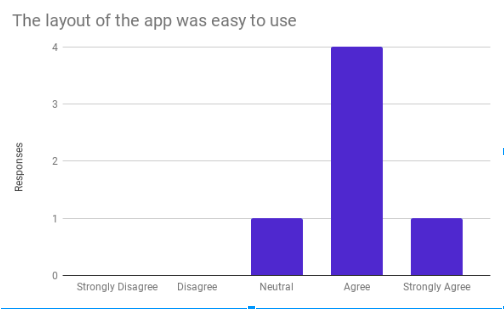 The layout of the app was easy to use
4
3
2
1
0
Responses
Strongly Disagree
Disagree
Neutral
Agree
Strongly Agree